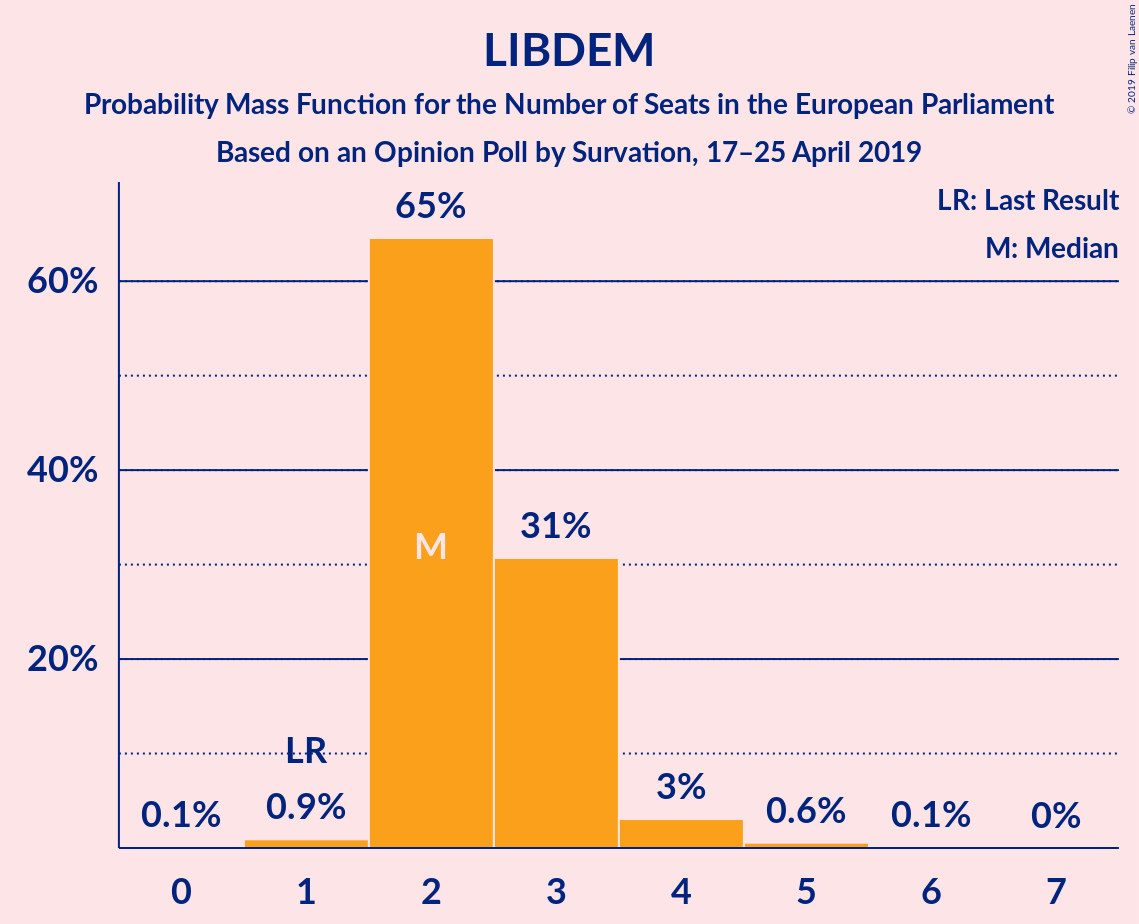 LIBDEM
Probability Mass Function for the Number of Seats in the European Parliament
Based on an Opinion Poll by Survation, 17–25 April 2019
© 2019 Filip van Laenen
LR: Last Result
M: Median
65%
60%
40%
31%
M
20%
LR
0.1%
0.9%
3%
0.6%
0.1%
0%
0 1 2 3 4 5 6 7